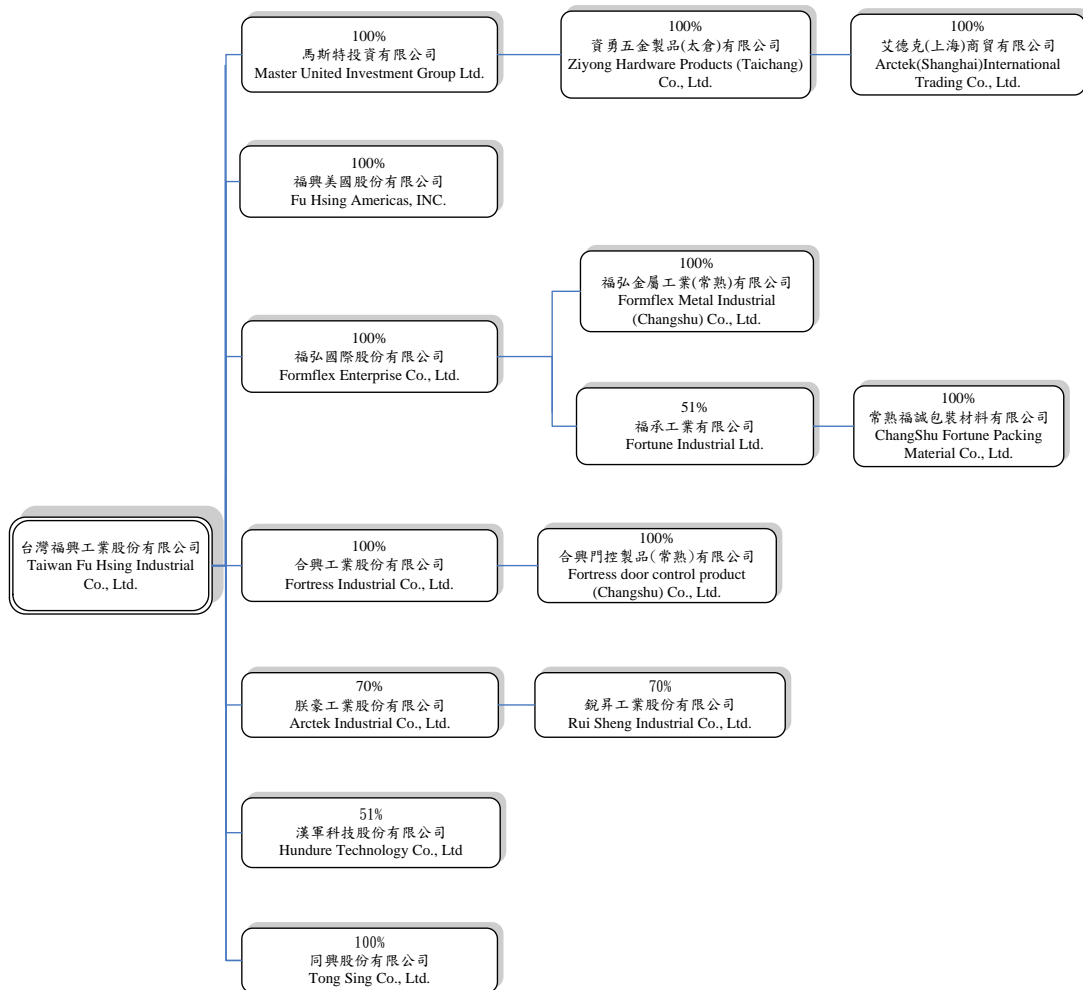 100%
馬斯特投資有限公司
Master United Investment Group Ltd.
100%
資勇五金製品(太倉)有限公司
Ziyong Hardware Products (Taichang)
Co., Ltd.
100%
艾德克(上海)商貿有限公司
Arctek(Shanghai)International
Trading Co., Ltd.
100%
福興美國股份有限公司
Fu Hsing Americas, INC.
100%
福弘國際股份有限公司
Formflex Enterprise Co., Ltd.
100%
福弘金屬工業(常熟)有限公司
Formflex Metal Industrial
(Changshu) Co., Ltd.
51%
福承工業有限公司
Fortune Industrial Ltd.
100%
常熟福誠包裝材料有限公司
ChangShu Fortune Packing
Material Co., Ltd.
台灣福興工業股份有限公司
Taiwan Fu Hsing Industrial
Co., Ltd.
100%
合興工業股份有限公司
Fortress Industrial Co., Ltd.
100%
合興門控製品(常熟)有限公司
Fortress door control product
(Changshu) Co., Ltd.
70%
朕豪工業股份有限公司
Arctek Industrial Co., Ltd.
70%
銳昇工業股份有限公司
Rui Sheng Industrial Co., Ltd.
51%
漢軍科技股份有限公司
Hundure Technology Co., Ltd
100%
同興股份有限公司
Tong Sing Co., Ltd.